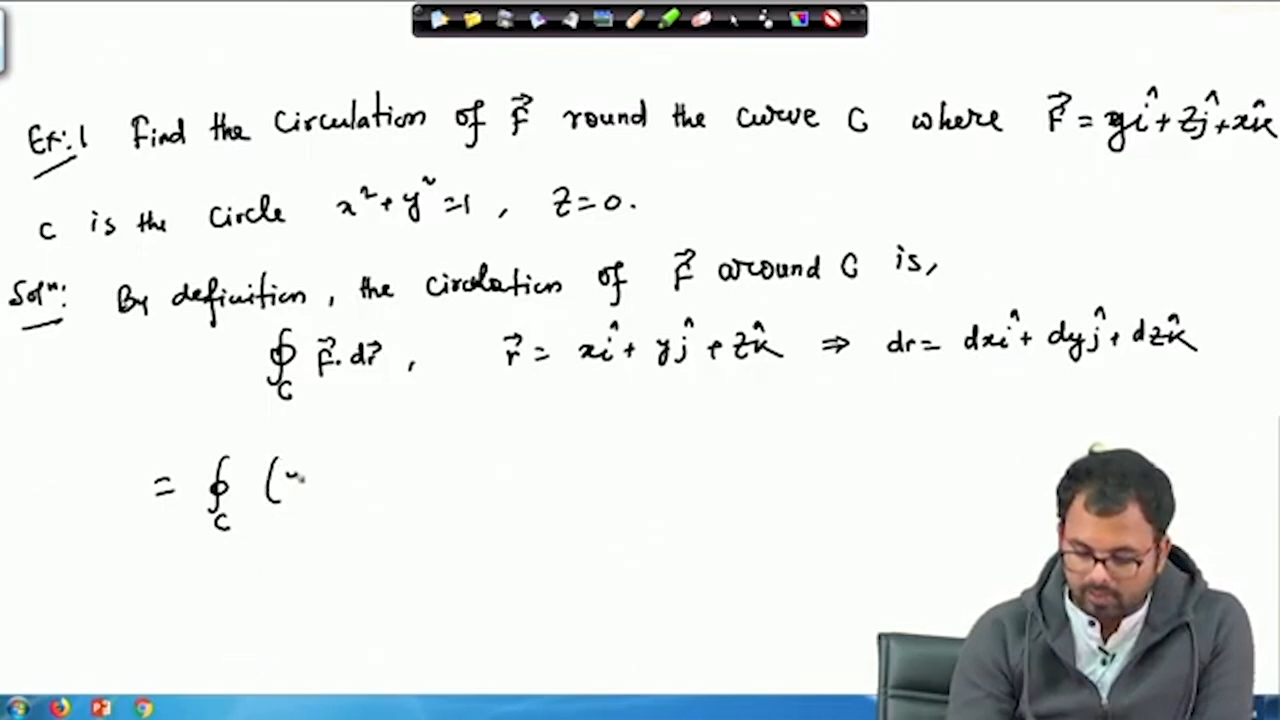 Ex:1 Find the circulation of F⃗ round the curve C where F⃗ = yî + zĵ + xk̂
C is the circle x² + y² = 1, z = 0.
Solⁿ: By definition, the circulation of F⃗ around C is,
∮_C F⃗·dr⃗, r⃗ = xî + yĵ + zk̂ ⇒ dr = dxî + dyĵ + dzk̂
= ∮_C (